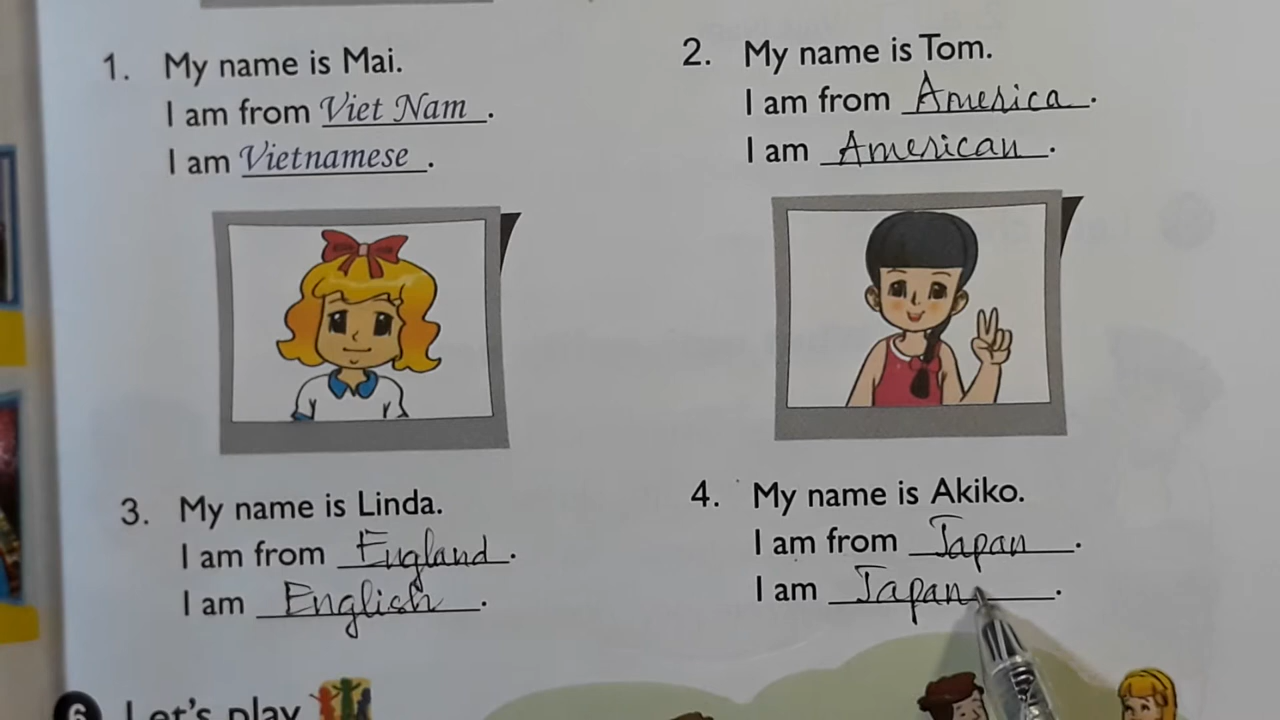 1. My name is Mai.
I am from Viet Nam.
I am Vietnamese.
2. My name is Tom.
I am from America.
I am American.
3. My name is Linda.
I am from England.
I am English.
4. My name is Akiko.
I am from Japan.
I am Japan.
6 Let's play